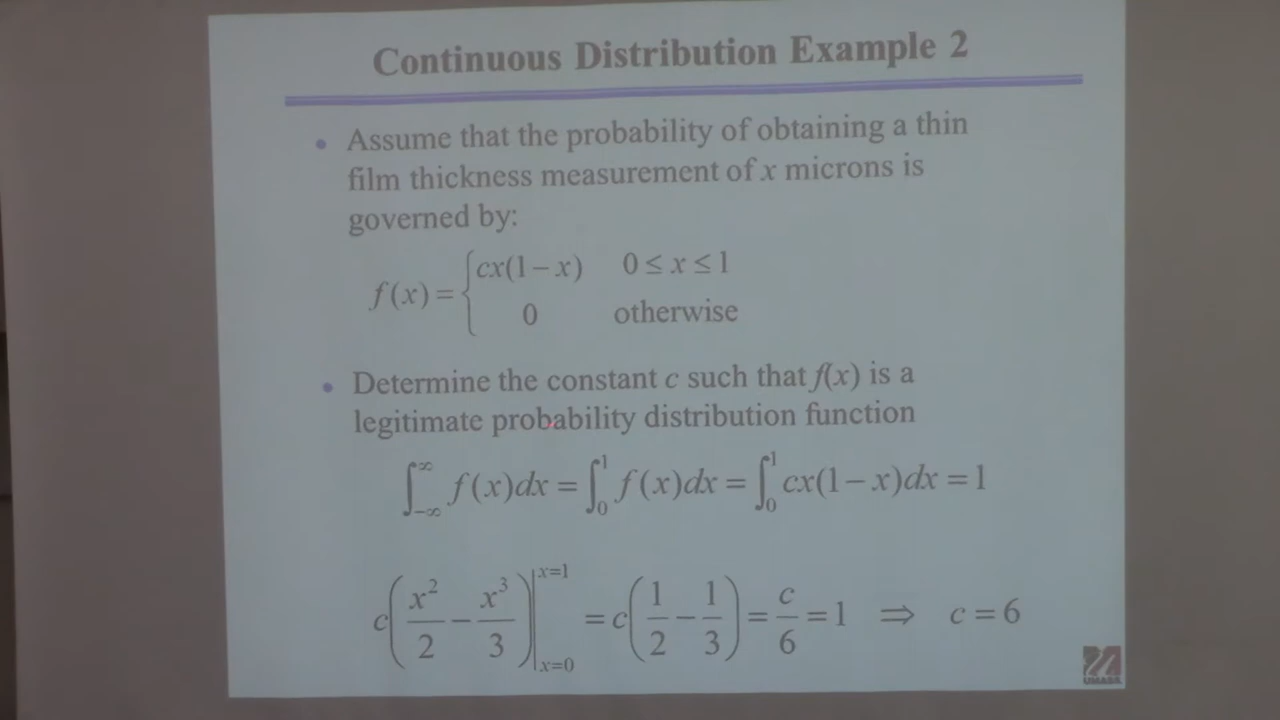 Continuous Distribution Example 2
• Assume that the probability of obtaining a thin
film thickness measurement of x microns is
governed by:
f(x) = { cx(1 − x) 0 ≤ x ≤ 1
0 otherwise
• Determine the constant c such that f(x) is a
legitimate probability distribution function
∫_{−∞}^{∞} f(x)dx = ∫_0^1 f(x)dx = ∫_0^1 cx(1 − x)dx = 1
c(x²/2 − x³/3)|_{x=0}^{x=1} = c(1/2 − 1/3) = c/6 = 1 ⇒ c = 6
UMASS